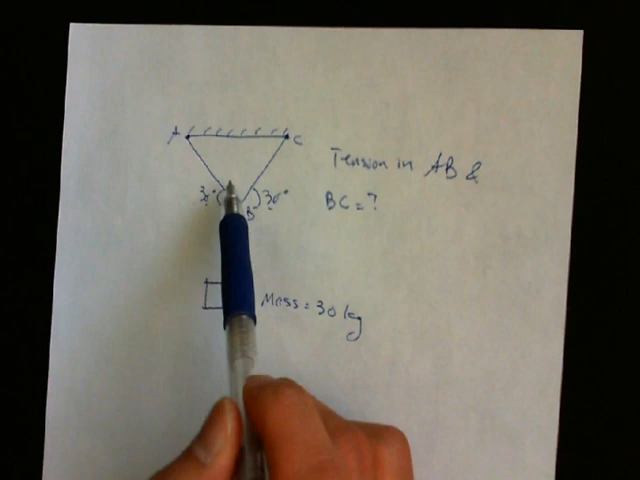 A
C
Tension in AB &
30°
30°
B
BC = ?
Mass = 30 kg